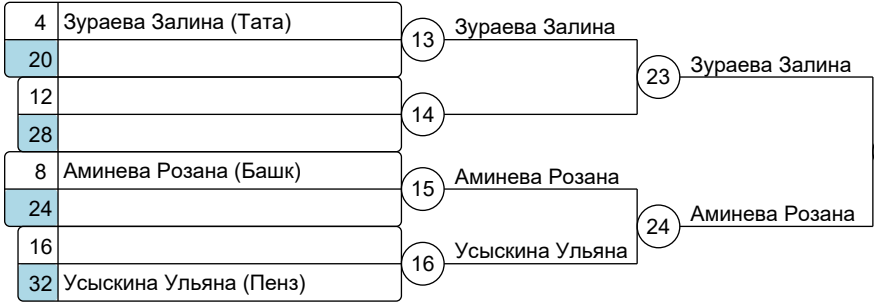 4 Зураева Залина (Тата)
20
13 Зураева Залина
12
28
14
23 Зураева Залина
8 Аминева Розана (Башк)
24
15 Аминева Розана
16
32 Усыскина Ульяна (Пенз)
16 Усыскина Ульяна
24 Аминева Розана